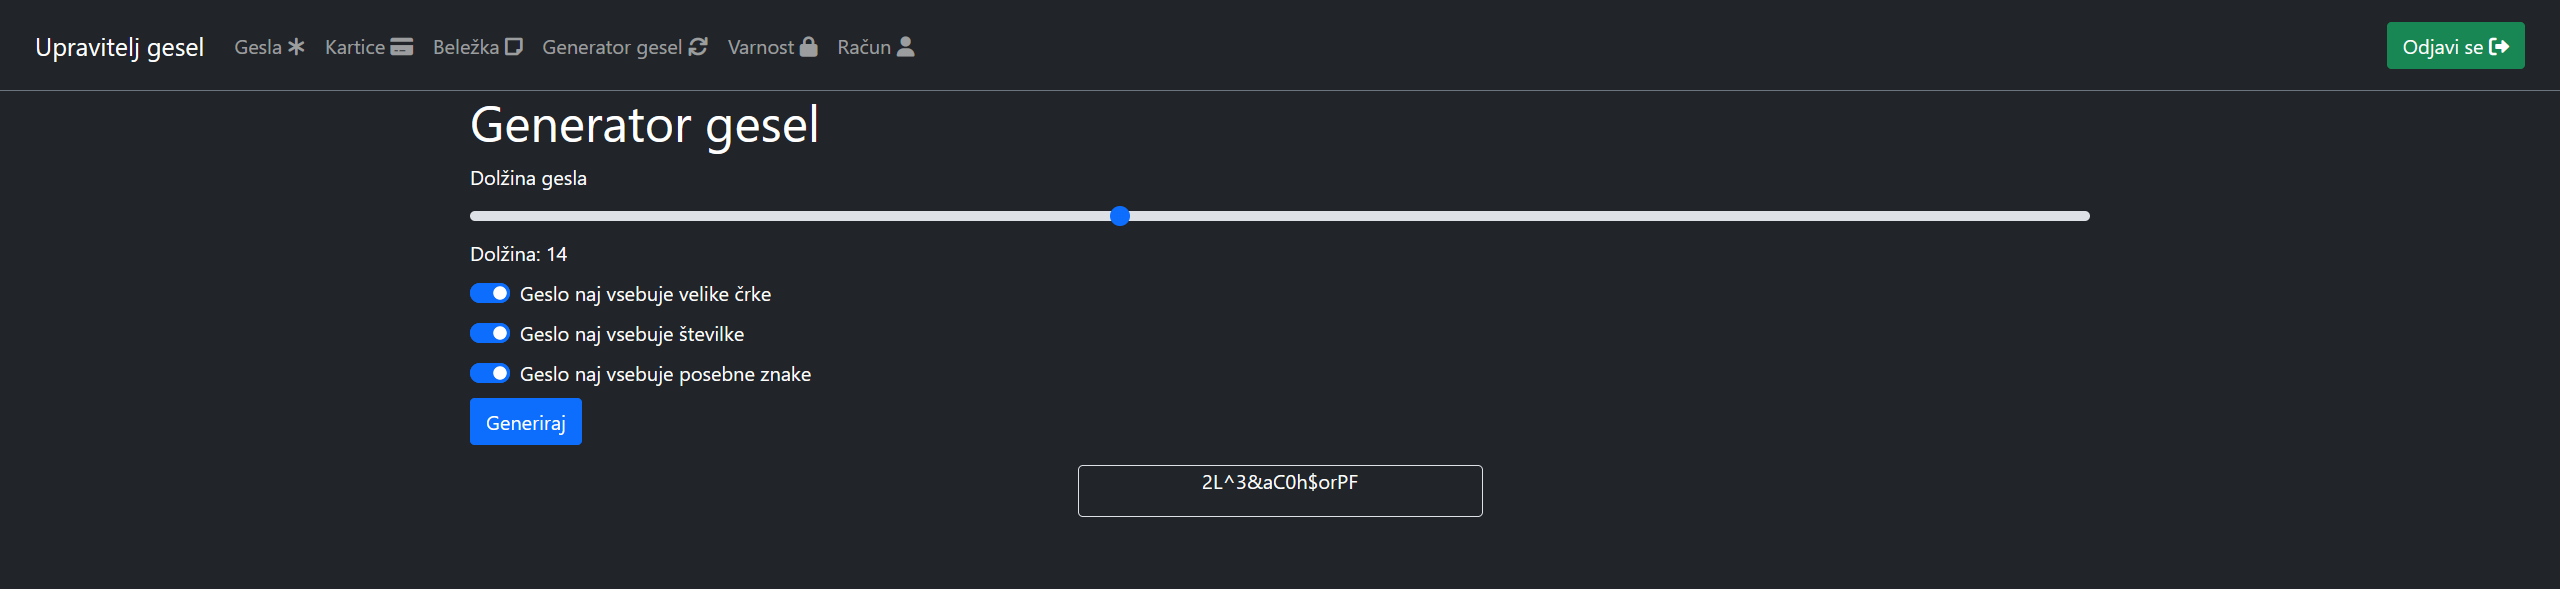 Upravitelj gesel Gesla Kartice Beležka Generator gesel Varnost Račun Odjavi se
Generator gesel
Dolžina gesla
Dolžina: 14
Geslo naj vsebuje velike črke
Geslo naj vsebuje številke
Geslo naj vsebuje posebne znake
Generiraj
2L^3&aC0h$orPF